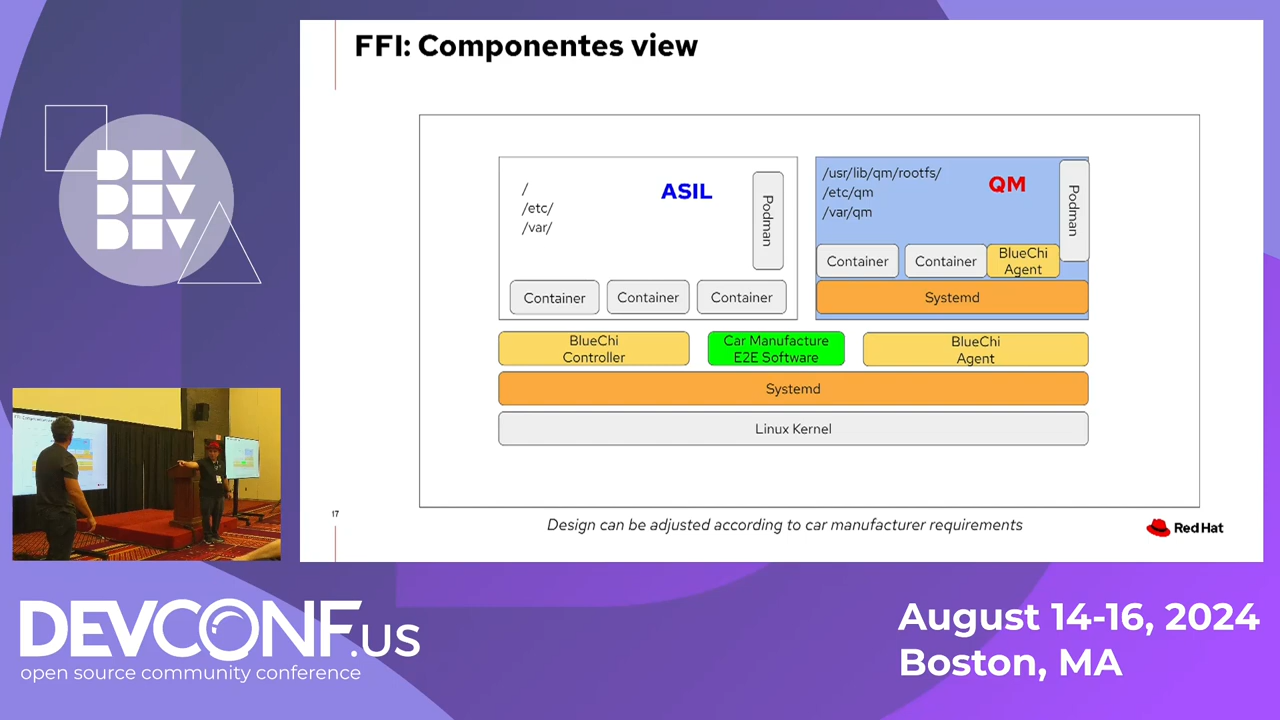 FFI: Componentes view
/
/etc/
/var/
ASIL
Podman
Container
Container
Container
/usr/lib/qm/rootfs/
/etc/qm
/var/qm
QM
Podman
Container
Container
BlueChi
Agent
Systemd
BlueChi
Controller
Car Manufacture
E2E Software
BlueChi
Agent
Systemd
Linux Kernel
17
Design can be adjusted according to car manufacturer requirements
Red Hat
DEV
DEV
DEV
DEVCONF.US
open source community conference
August 14-16, 2024
Boston, MA